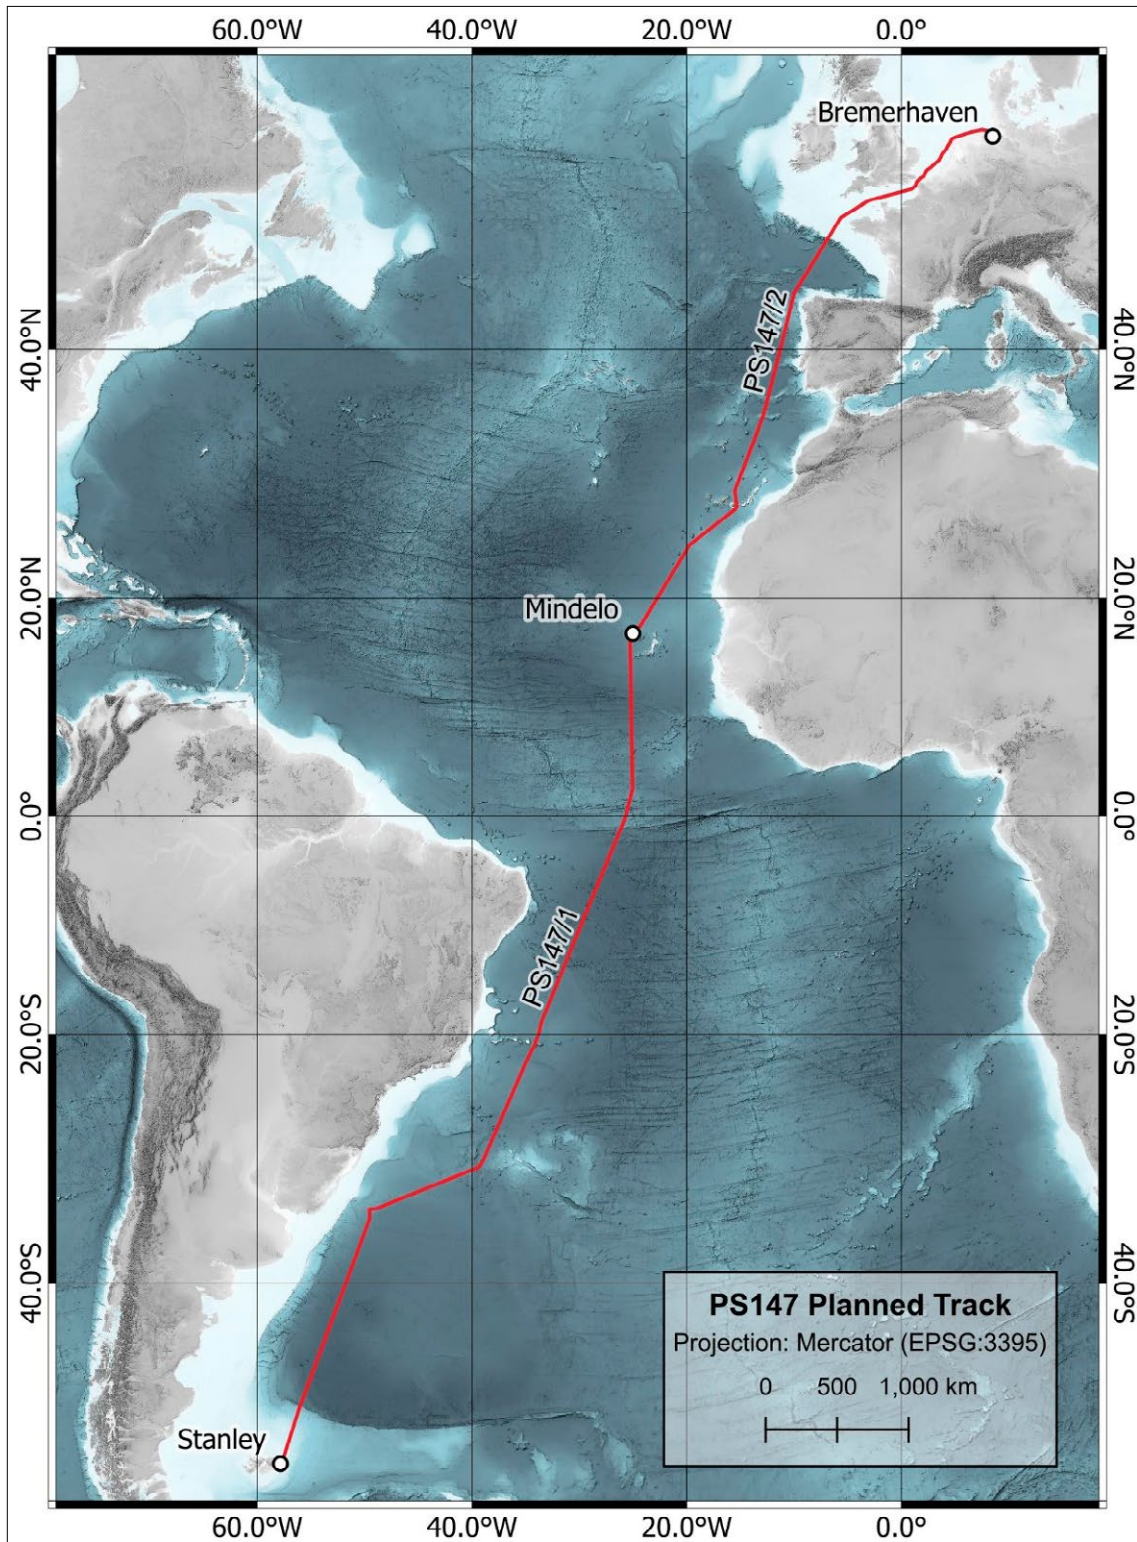 60.0°W 40.0°W 20.0°W 0.0°
Bremerhaven
PS147/2
40.0°N 40.0°N
20.0°N 20.0°N
Mindelo
0.0° 0.0°
PS147/1
20.0°S 20.0°S
40.0°S 40.0°S
PS147 Planned Track
Projection: Mercator (EPSG:3395)
0 500 1,000 km
Stanley
60.0°W 40.0°W 20.0°W 0.0°